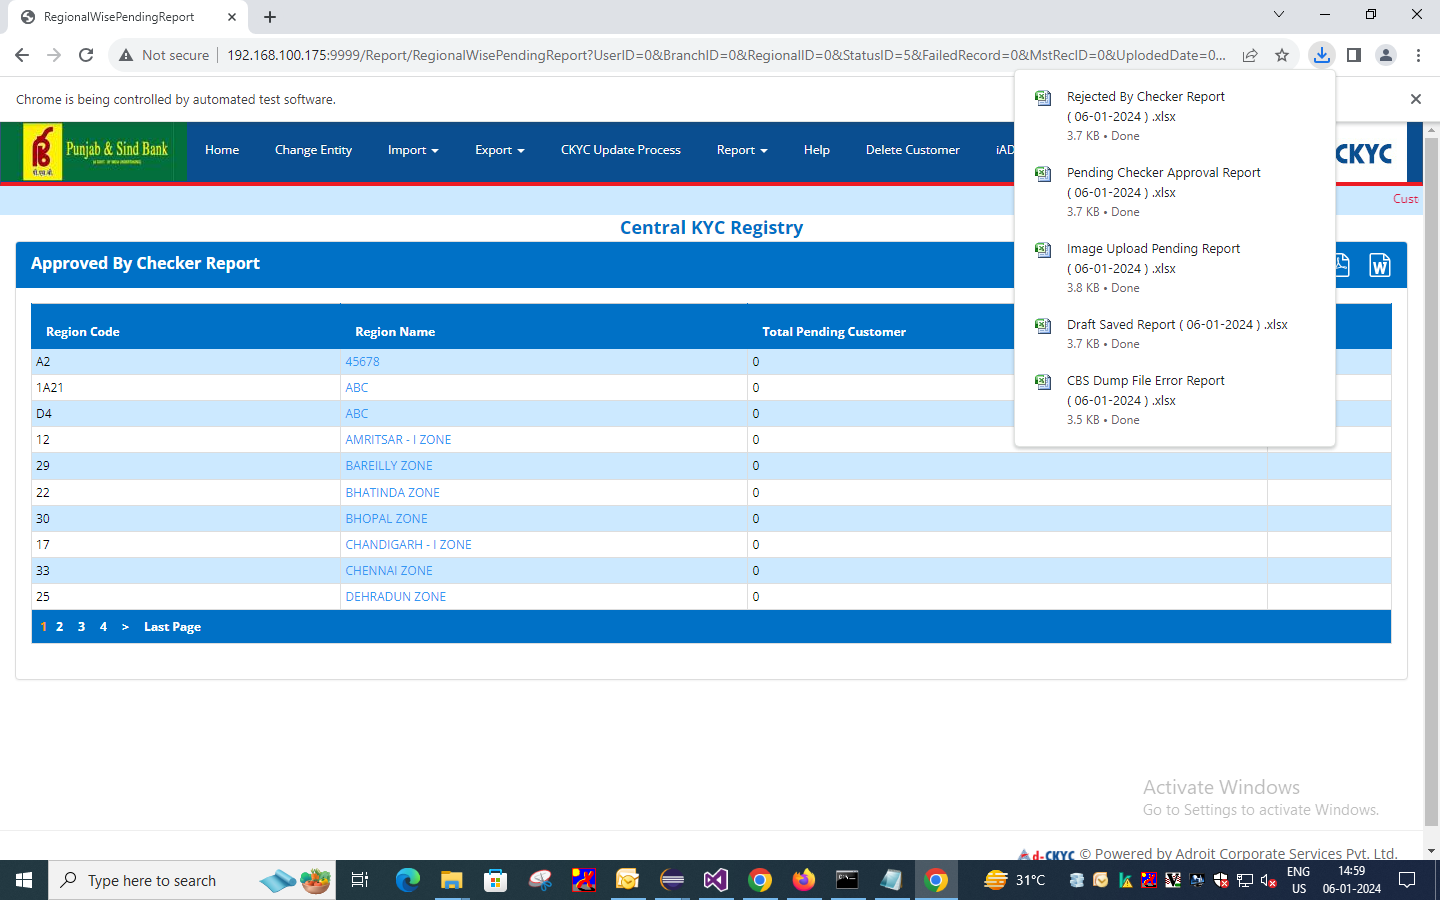 RegionalWisePendingReport
Not secure
192.168.100.175:9999/Report/RegionalWisePendingReport?UserID=0&BranchID=0&RegionalID=0&StatusID=5&FailedRecord=0&MstRecID=0&UplodedDate=0...
Chrome is being controlled by automated test software.
Rejected By Checker Report
( 06-01-2024 ) .xlsx
3.7 KB • Done
Pending Checker Approval Report
( 06-01-2024 ) .xlsx
3.7 KB • Done
Image Upload Pending Report
( 06-01-2024 ) .xlsx
3.8 KB • Done
Draft Saved Report ( 06-01-2024 ) .xlsx
3.7 KB • Done
CBS Dump File Error Report
( 06-01-2024 ) .xlsx
3.5 KB • Done
पी.एस.बी.
Punjab & Sind Bank
Home Change Entity Import Export CKYC Update Process Report Help Delete Customer iAD
CKYC
Cust
Central KYC Registry
Approved By Checker Report
Region Code Region Name Total Pending Customer
A2 45678 0
1A21 ABC 0
D4 ABC 0
12 AMRITSAR - I ZONE 0
29 BAREILLY ZONE 0
22 BHATINDA ZONE 0
30 BHOPAL ZONE 0
17 CHANDIGARH - I ZONE 0
33 CHENNAI ZONE 0
25 DEHRADUN ZONE 0
1 2 3 4 > Last Page
Activate Windows
Go to Settings to activate Windows.
Ad-CKYC © Powered by Adroit Corporate Services Pvt. Ltd.
Type here to search
31°C
ENG
US
14:59
06-01-2024